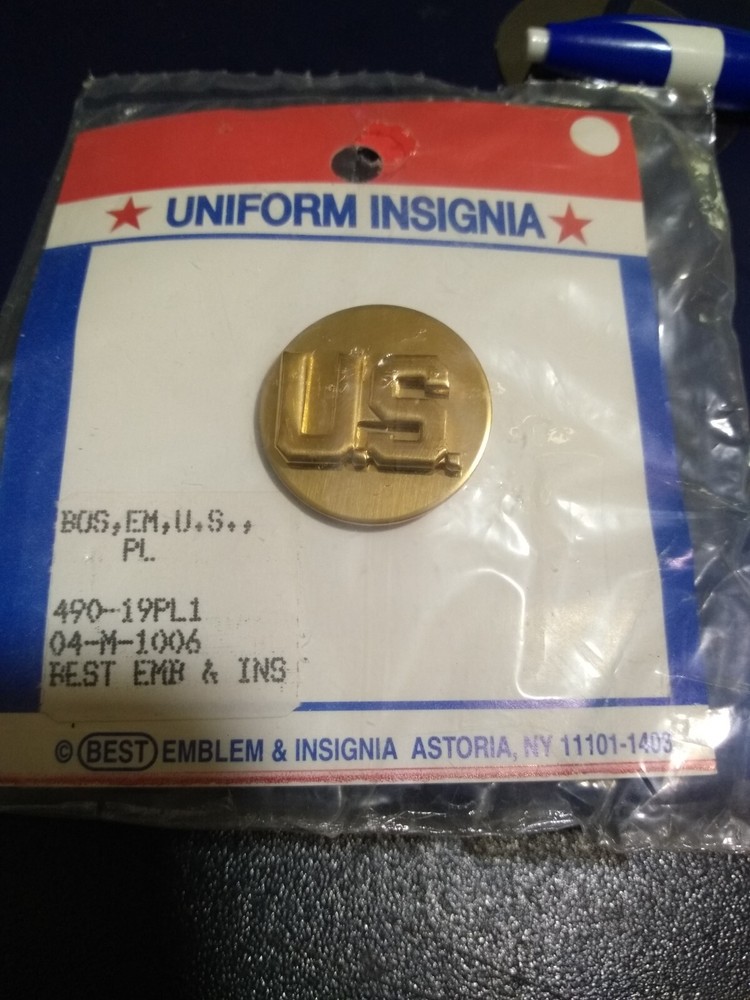 UNIFORM INSIGNIA
U.S.
BOS,EM,U.S.,
PL
490-19PL1
04-M-1006
BEST EMB & INS
© BEST EMBLEM & INSIGNIA ASTORIA, NY 11101-1403